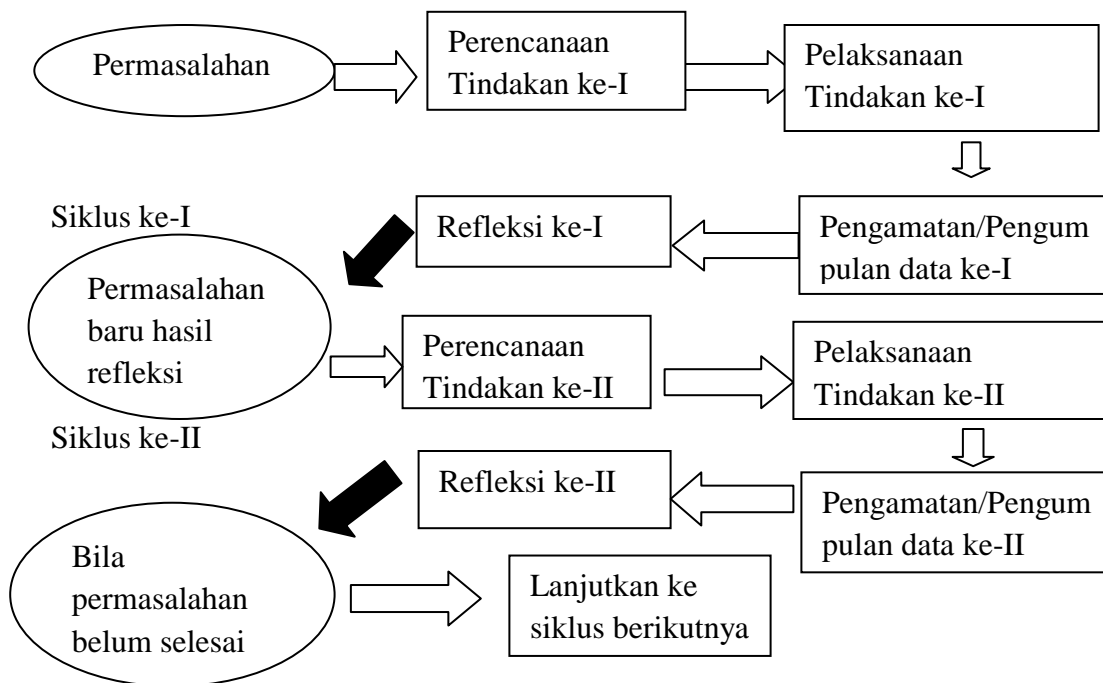 Permasalahan
Perencanaan
Tindakan ke-I
Pelaksanaan
Tindakan ke-I
Siklus ke-I
Refleksi ke-I
Pengamatan/Pengum
pulan data ke-I
Permasalahan
baru hasil
refleksi
Perencanaan
Tindakan ke-II
Pelaksanaan
Tindakan ke-II
Siklus ke-II
Refleksi ke-II
Pengamatan/Pengum
pulan data ke-II
Bila
permasalahan
belum selesai
Lanjutkan ke
siklus berikutnya